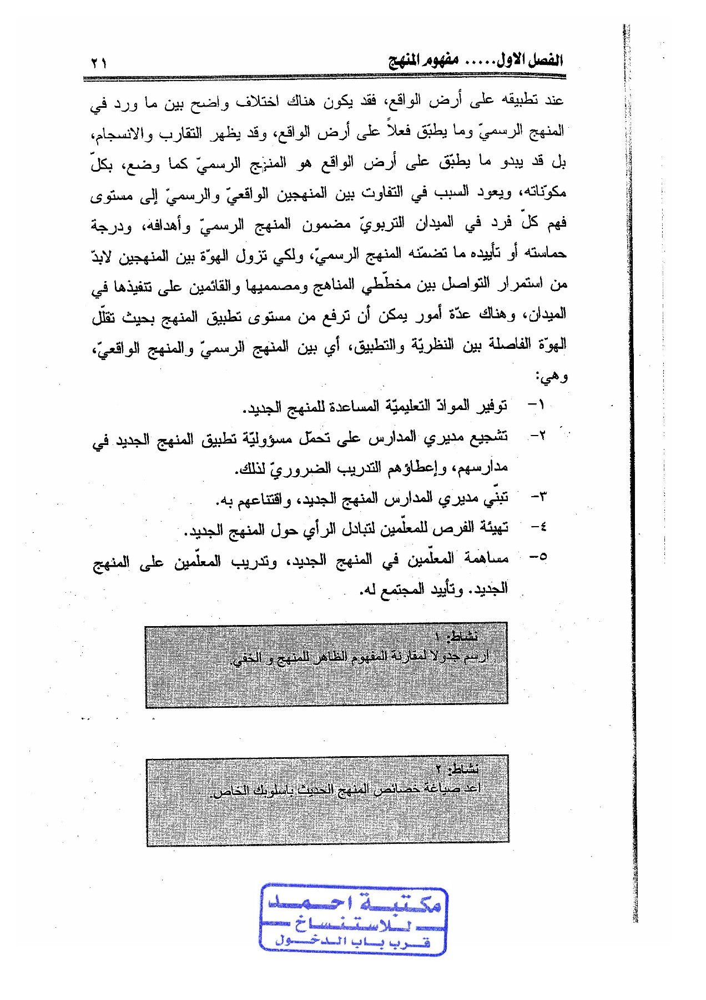 الفصل الاول..... مفهوم المنهج ٢١
عند تطبيقه على أرض الواقع، فقد يكون هناك اختلاف واضح بين ما ورد في
المنهج الرسميّ وما يطبّق فعلاً على أرض الواقع، وقد يظهر التقارب والانسجام،
بل قد يبدو ما يطبّق على أرض الواقع هو المنهج الرسميّ كما وضع، بكلّ
مكوّناته، ويعود السبب في التفاوت بين المنهجين الواقعيّ والرسميّ إلى مستوى
فهم كلّ فرد في الميدان التربويّ مضمون المنهج الرسميّ وأهدافه، ودرجة
حماسته أو تأييده ما تضمنّه المنهج الرسميّ، ولكي تزول الهوّة بين المنهجين لابدّ
من استمرار التواصل بين مخطّطي المناهج ومصمميها والقائمين على تنفيذها في
الميدان، وهناك عدّة أمور يمكن أن ترفع من مستوى تطبيق المنهج بحيث تقلّل
الهوّة الفاصلة بين النظريّة والتطبيق، أي بين المنهج الرسميّ والمنهج الواقعيّ،
وهي:
١- توفير الموادّ التعليميّة المساعدة للمنهج الجديد.
٢- تشجيع مديري المدارس على تحمّل مسؤوليّة تطبيق المنهج الجديد في
مدارسهم، وإعطاؤهم التدريب الضروريّ لذلك.
٣- تبنّي مديري المدارس المنهج الجديد، واقتناعهم به.
٤- تهيئة الفرص للمعلّمين لتبادل الرأي حول المنهج الجديد.
٥- مساهمة المعلّمين في المنهج الجديد، وتدريب المعلّمين على المنهج
الجديد. وتأييد المجتمع له.
نشاط: ١
ارسم جدولا لمقارنة المفهوم الظاهر للمنهج و الخفي.
نشاط: ٢
اعد صياغة خصائص المنهج الحديث باسلوبك الخاص.
مكتبة احمد
للاستنساخ
قرب باب الدخول